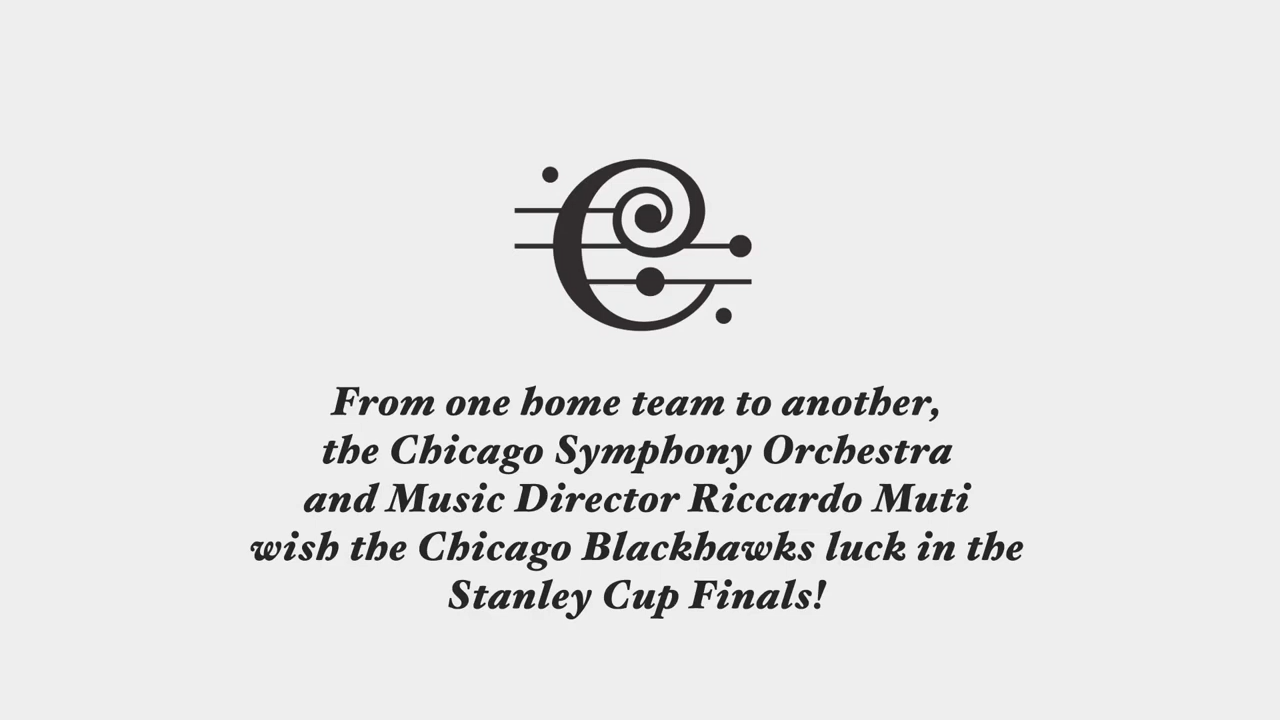 From one home team to another,
the Chicago Symphony Orchestra
and Music Director Riccardo Muti
wish the Chicago Blackhawks luck in the
Stanley Cup Finals!